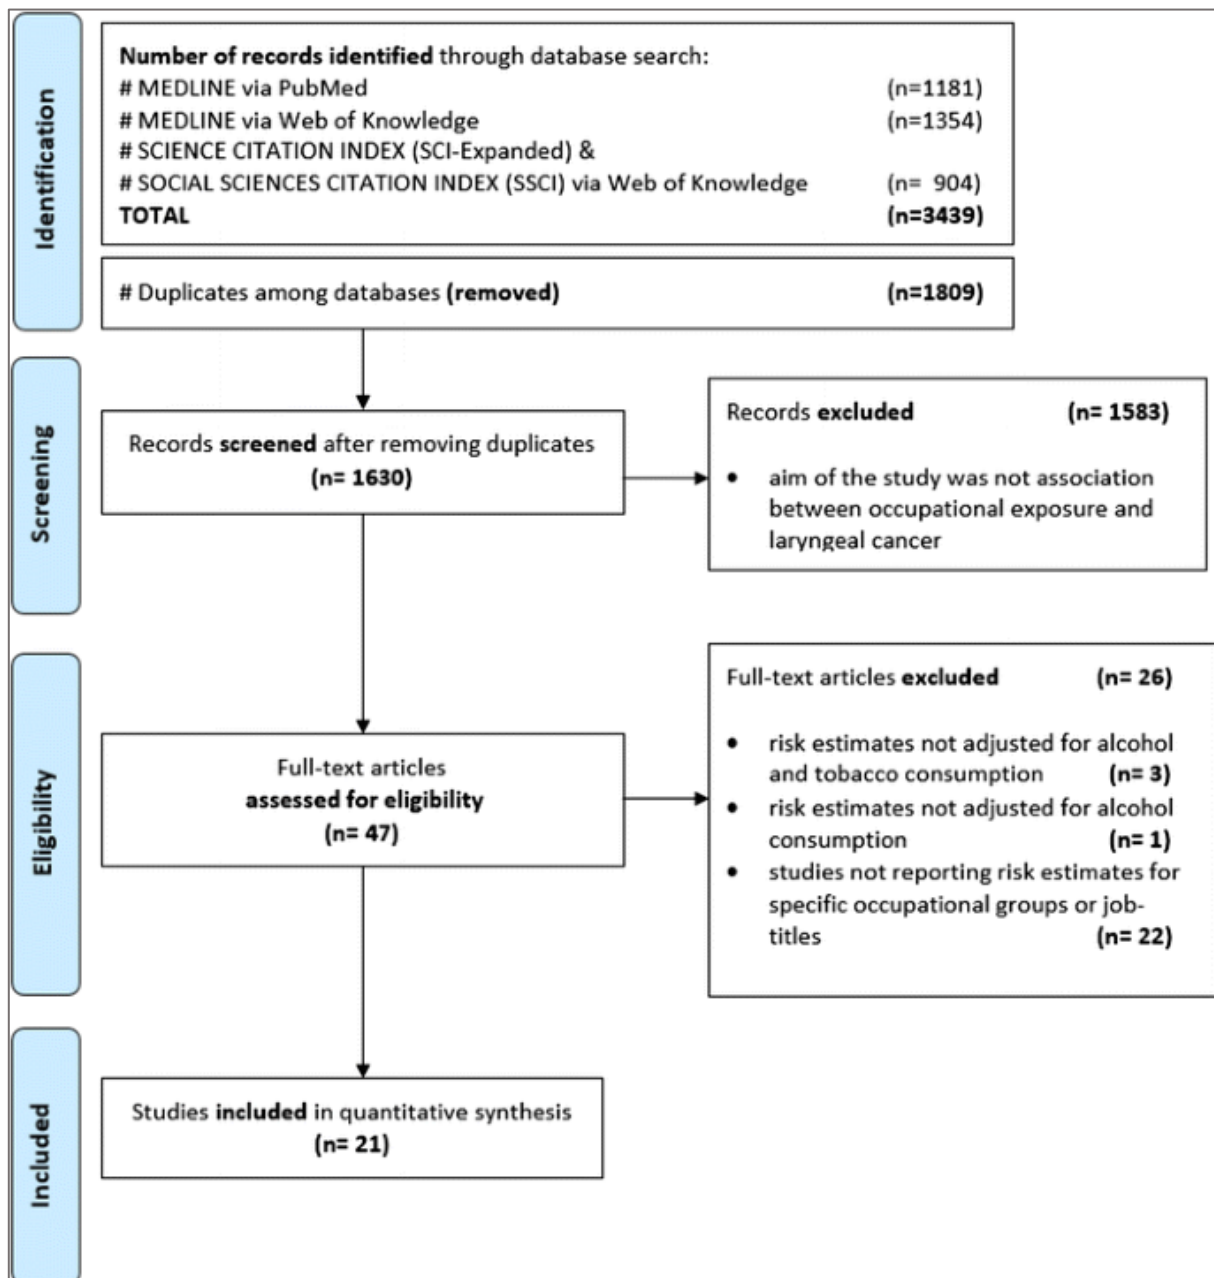 Identification
Number of records identified through database search:
# MEDLINE via PubMed (n=1181)
# MEDLINE via Web of Knowledge (n=1354)
# SCIENCE CITATION INDEX (SCI-Expanded) &
# SOCIAL SCIENCES CITATION INDEX (SSCI) via Web of Knowledge (n= 904)
TOTAL (n=3439)
# Duplicates among databases (removed) (n=1809)
Screening
Records screened after removing duplicates
(n= 1630)
Records excluded (n= 1583)
• aim of the study was not association
between occupational exposure and
laryngeal cancer
Eligibility
Full-text articles
assessed for eligibility
(n= 47)
Full-text articles excluded (n= 26)
• risk estimates not adjusted for alcohol
and tobacco consumption (n= 3)
• risk estimates not adjusted for alcohol
consumption (n= 1)
• studies not reporting risk estimates for
specific occupational groups or job-
titles (n= 22)
Included
Studies included in quantitative synthesis
(n= 21)